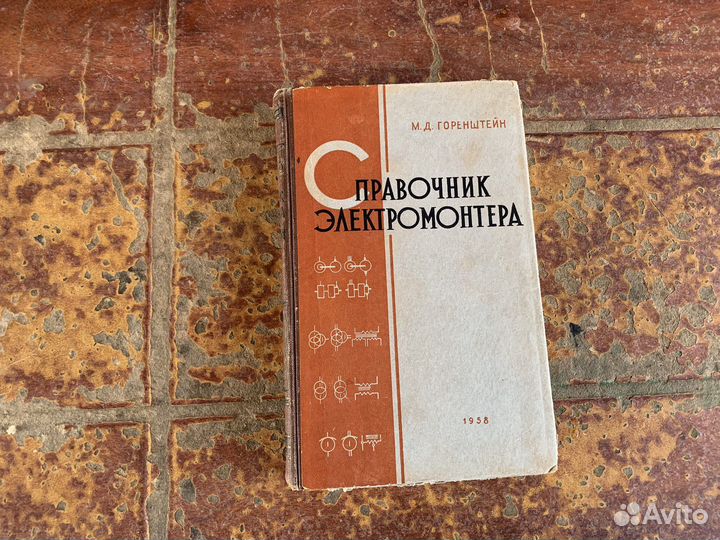 М.Д. ГОРЕНШТЕЙН
СПРАВОЧНИК
ЭЛЕКТРОМОНТЕРА
1958
Avito